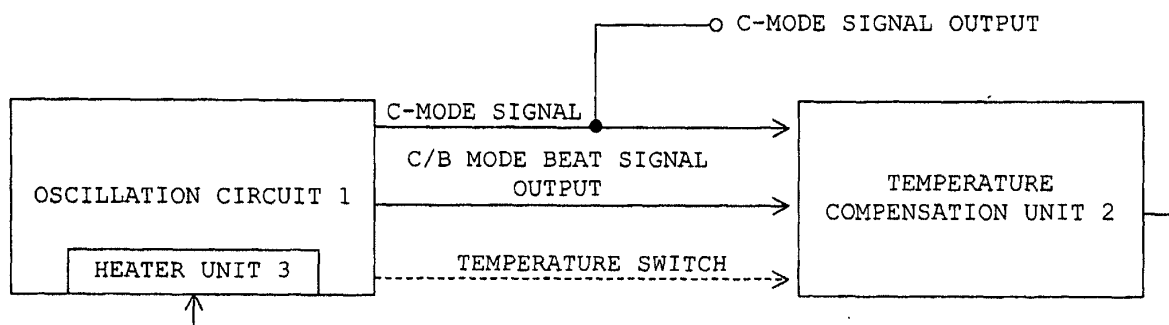 C-MODE SIGNAL OUTPUT
C-MODE SIGNAL
C/B MODE BEAT SIGNAL
OUTPUT
OSCILLATION CIRCUIT 1
TEMPERATURE
COMPENSATION UNIT 2
HEATER UNIT 3
TEMPERATURE SWITCH